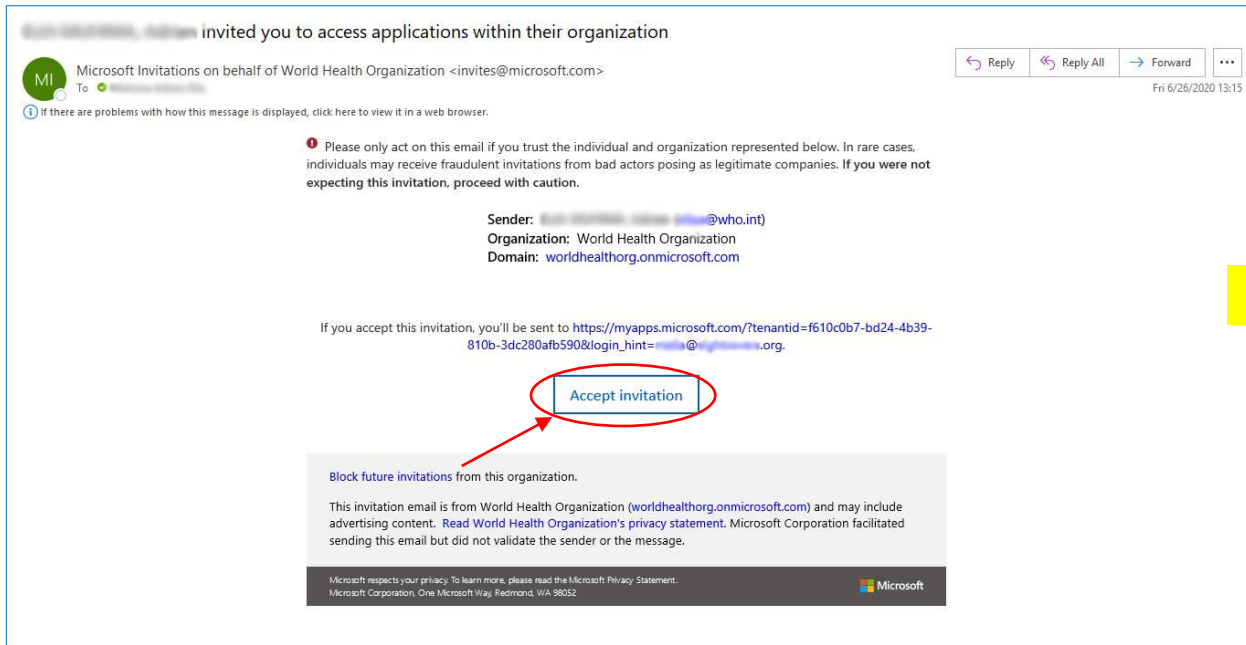 invited you to access applications within their organization
MI
Microsoft Invitations on behalf of World Health Organization <invites@microsoft.com>
To
Reply
Reply All
Forward
Fri 6/26/2020 13:15
If there are problems with how this message is displayed, click here to view it in a web browser.
Please only act on this email if you trust the individual and organization represented below. In rare cases,
individuals may receive fraudulent invitations from bad actors posing as legitimate companies. If you were not
expecting this invitation, proceed with caution.
Sender: @who.int)
Organization: World Health Organization
Domain: worldhealthorg.onmicrosoft.com
If you accept this invitation, you'll be sent to https://myapps.microsoft.com/?tenantid=f610c0b7-bd24-4b39-
810b-3dc280afb590&login_hint= @ .org.
Accept invitation
Block future invitations from this organization.
This invitation email is from World Health Organization (worldhealthorg.onmicrosoft.com) and may include
advertising content. Read World Health Organization's privacy statement. Microsoft Corporation facilitated
sending this email but did not validate the sender or the message.
Microsoft respects your privacy. To learn more, please read the Microsoft Privacy Statement.
Microsoft Corporation, One Microsoft Way, Redmond, WA 98052
Microsoft